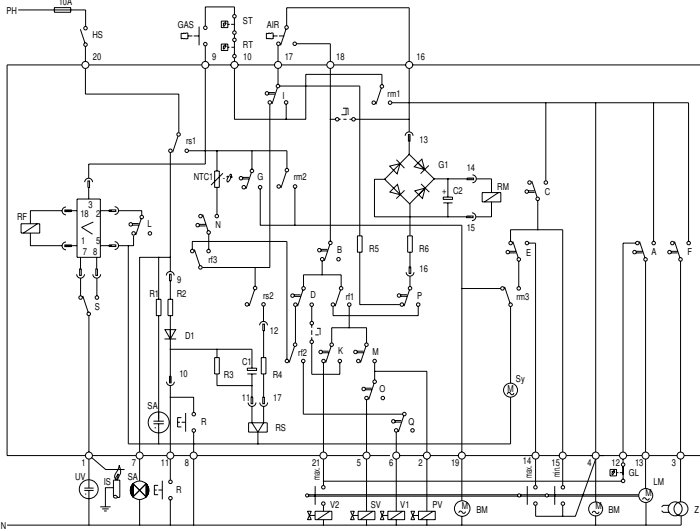 10A
PH
HS
20
GAS
ST
RT
AIR
9
10
17
18
16
I
rm1
rs1
13
G1
14
NTC1
G
rm2
C2
+
RM
C
15
3
18
2
1
5
7
8
RF
L
N
R5
R6
B
E
A
F
rf3
S
9
R1
R2
rs2
D
rf1
16
P
rm3
D1
12
K
M
rf2
10
R3
C1
R4
O
M
Sy
11
17
SA
R
RS
Q
1
7
11
8
21
5
6
2
19
14
15
4
12
13
3
max
max
min
UV
IS
SA
R
GL
LM
M
V2
SV
V1
PV
M
BM
M
BM
Z
N